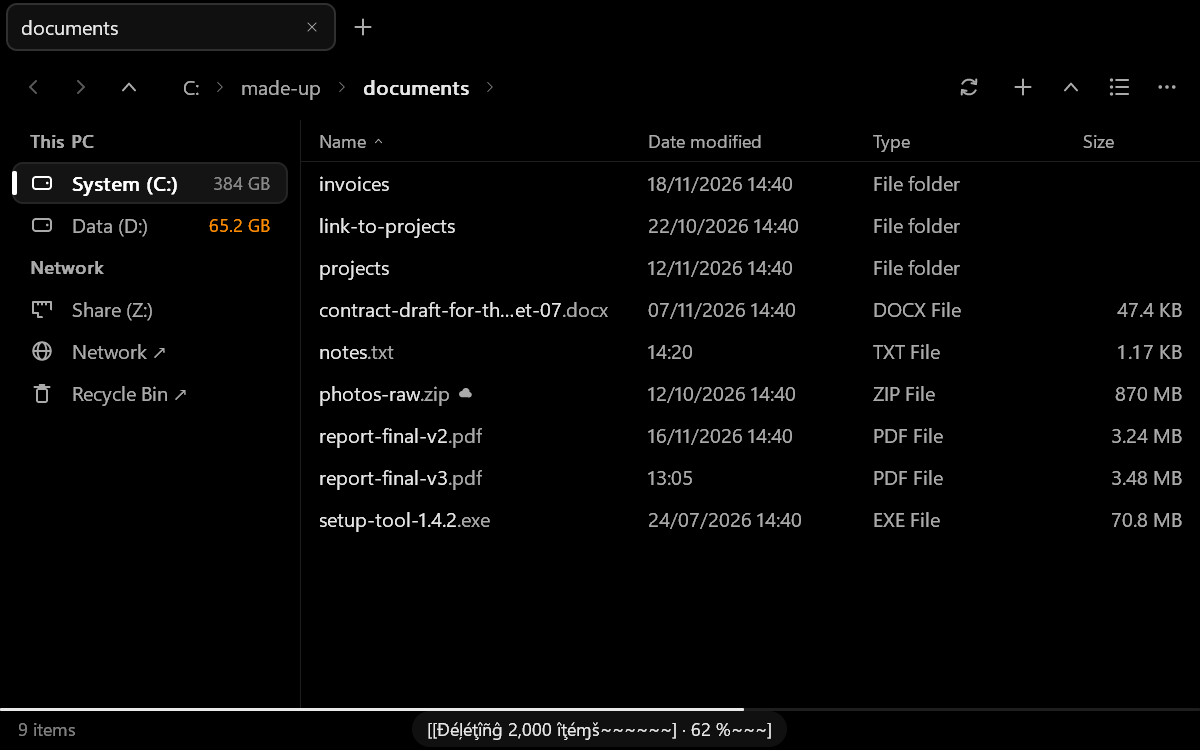 documents
C: made-up documents
This PC
System (C:) 384 GB
Data (D:) 65.2 GB
Network
Share (Z:)
Network ↗
Recycle Bin ↗
Name Date modified Type Size
invoices 18/11/2026 14:40 File folder
link-to-projects 22/10/2026 14:40 File folder
projects 12/11/2026 14:40 File folder
contract-draft-for-th...et-07.docx 07/11/2026 14:40 DOCX File 47.4 KB
notes.txt 14:20 TXT File 1.17 KB
photos-raw.zip 12/10/2026 14:40 ZIP File 870 MB
report-final-v2.pdf 16/11/2026 14:40 PDF File 3.24 MB
report-final-v3.pdf 13:05 PDF File 3.48 MB
setup-tool-1.4.2.exe 24/07/2026 14:40 EXE File 70.8 MB
9 items
[[Ðéļéţîñĝ 2,000 îţéɱš~~~~~~] · 62 %~~~]